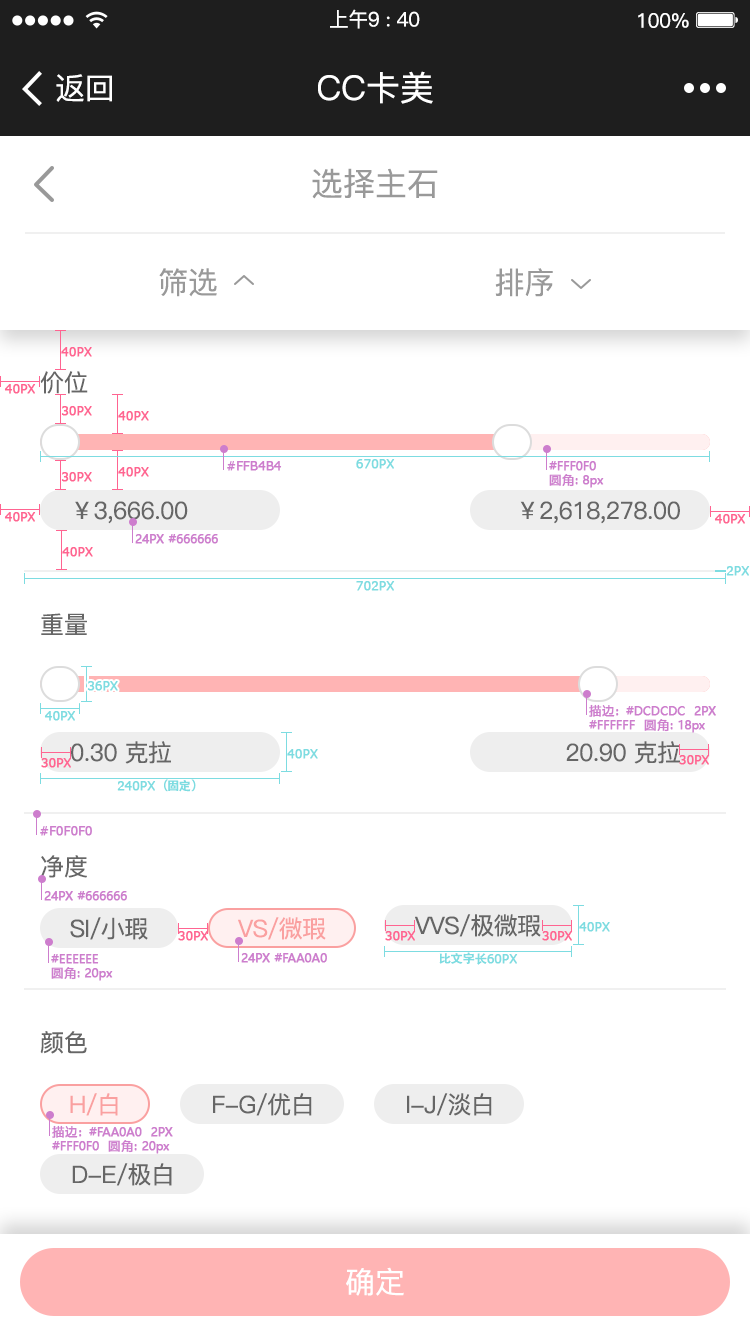 上午9 : 40
100%
返回
CC卡美
选择主石
筛选
排序
40PX
40PX
价位
30PX
40PX
#FFB4B4
670PX
#FFF0F0
圆角: 8px
30PX
40PX
40PX
¥3,666.00
¥2,618,278.00
40PX
24PX #666666
40PX
2PX
702PX
重量
36PX
40PX
描边: #DCDCDC 2PX
#FFFFFF 圆角: 18px
30PX
0.30 克拉
40PX
20.90 克拉
30PX
240PX (固定)
#F0F0F0
净度
24PX #666666
SI/小瑕
30PX
VS/微瑕
30PX
VVS/极微瑕
30PX
40PX
#EEEEEE
圆角: 20px
24PX #FAA0A0
比文字长60PX
颜色
H/白
F-G/优白
I-J/淡白
描边: #FAA0A0 2PX
#FFF0F0 圆角: 20px
D-E/极白
确定